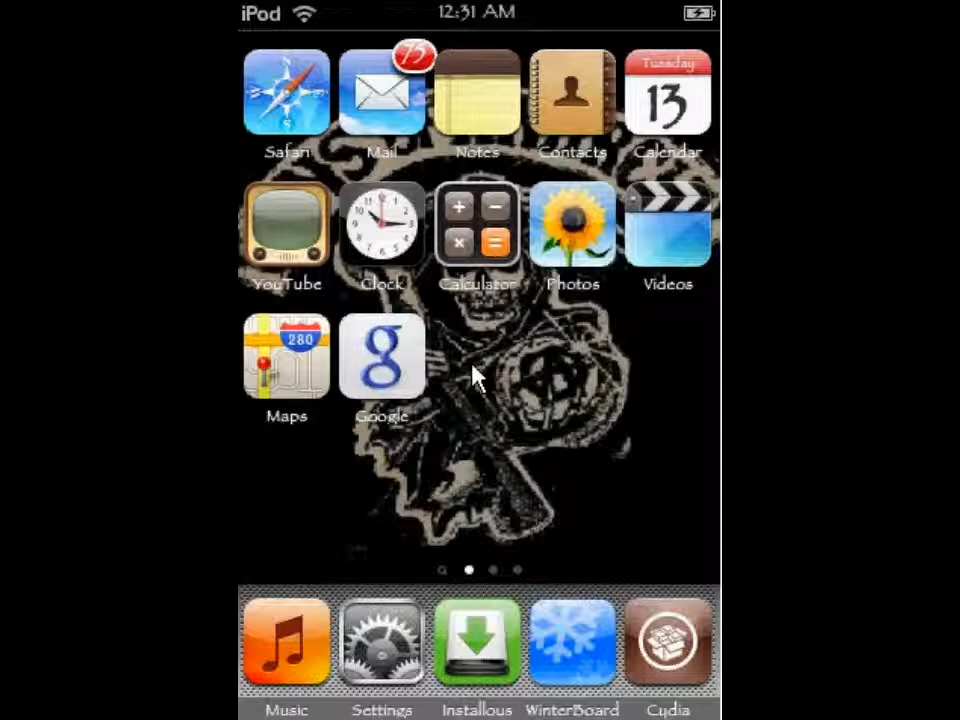 iPod 12:31 AM
75 Tuesday
13
Safari Mail Notes Contacts Calendar
YouTube Clock Calculator Photos Videos
280
g
Maps Google
Music Settings Installous WinterBoard Cydia